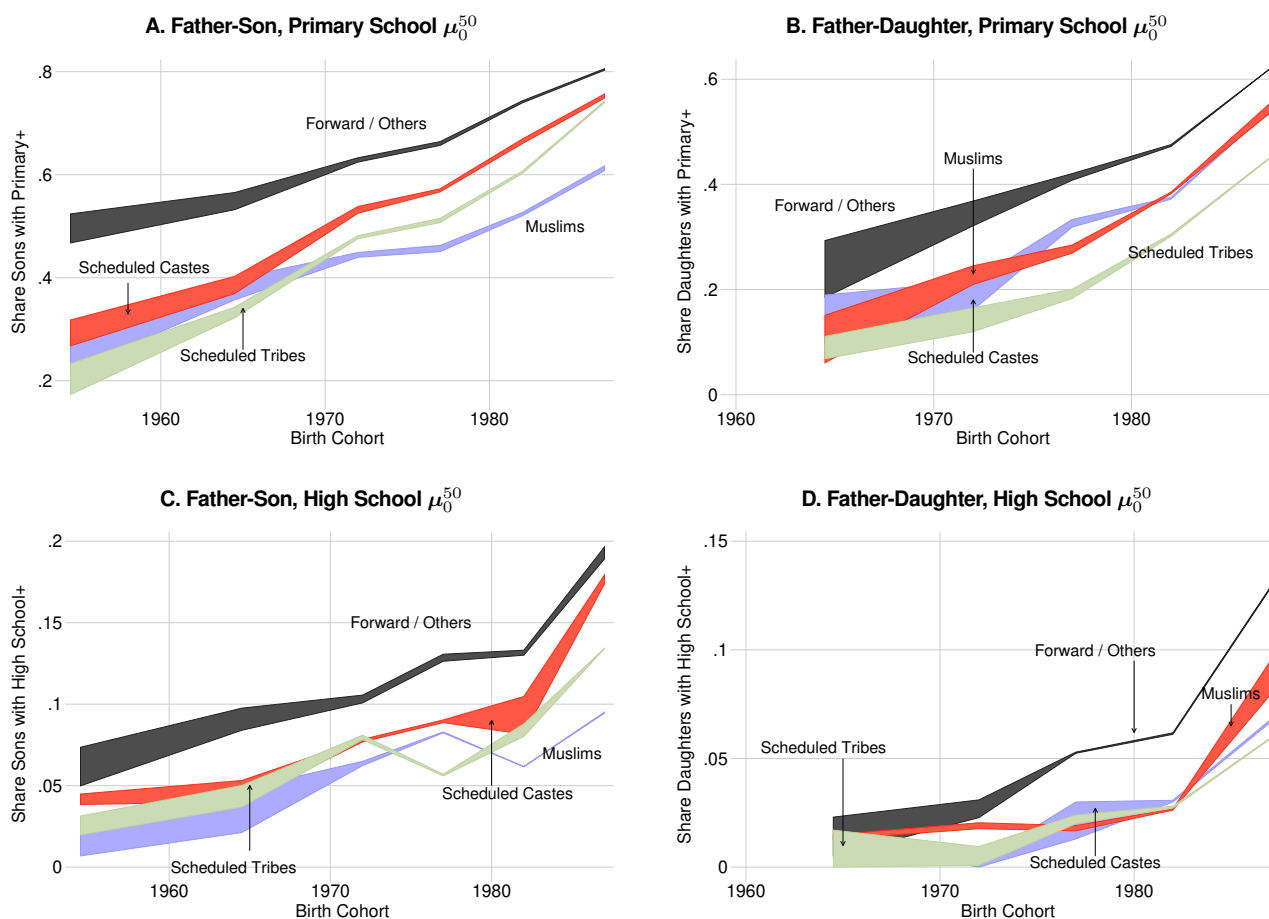 A. Father-Son, Primary School μ₀⁵⁰
Share Sons with Primary+
.8
.6
.4
.2
Forward / Others
Scheduled Castes
Muslims
Scheduled Tribes
1960
1970
1980
Birth Cohort
B. Father-Daughter, Primary School μ₀⁵⁰
Share Daughters with Primary+
.6
.4
.2
0
Muslims
Forward / Others
Scheduled Tribes
Scheduled Castes
1960
1970
1980
Birth Cohort
C. Father-Son, High School μ₀⁵⁰
Share Sons with High School+
.2
.15
.1
.05
0
Forward / Others
Muslims
Scheduled Castes
Scheduled Tribes
1960
1970
1980
Birth Cohort
D. Father-Daughter, High School μ₀⁵⁰
Share Daughters with High School+
.15
.1
.05
0
Forward / Others
Muslims
Scheduled Tribes
Scheduled Castes
1960
1970
1980
Birth Cohort